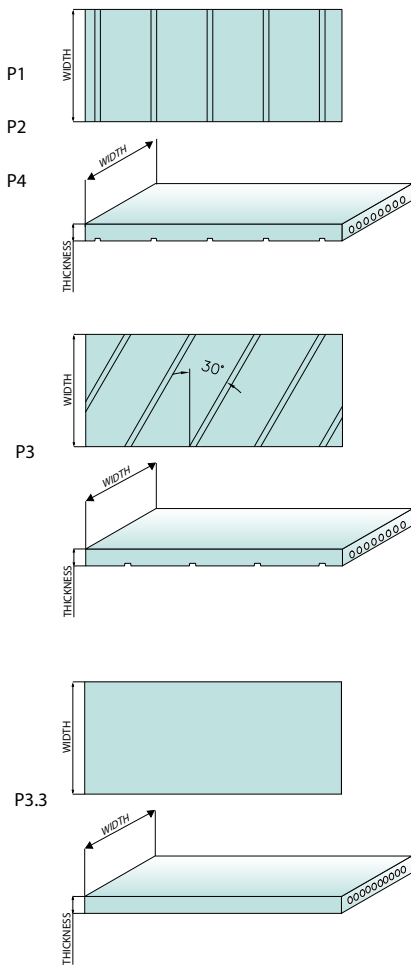 WIDTH
P1
P2
WIDTH
P4
THICKNESS
WIDTH
30°
P3
WIDTH
THICKNESS
WIDTH
P3.3
WIDTH
THICKNESS